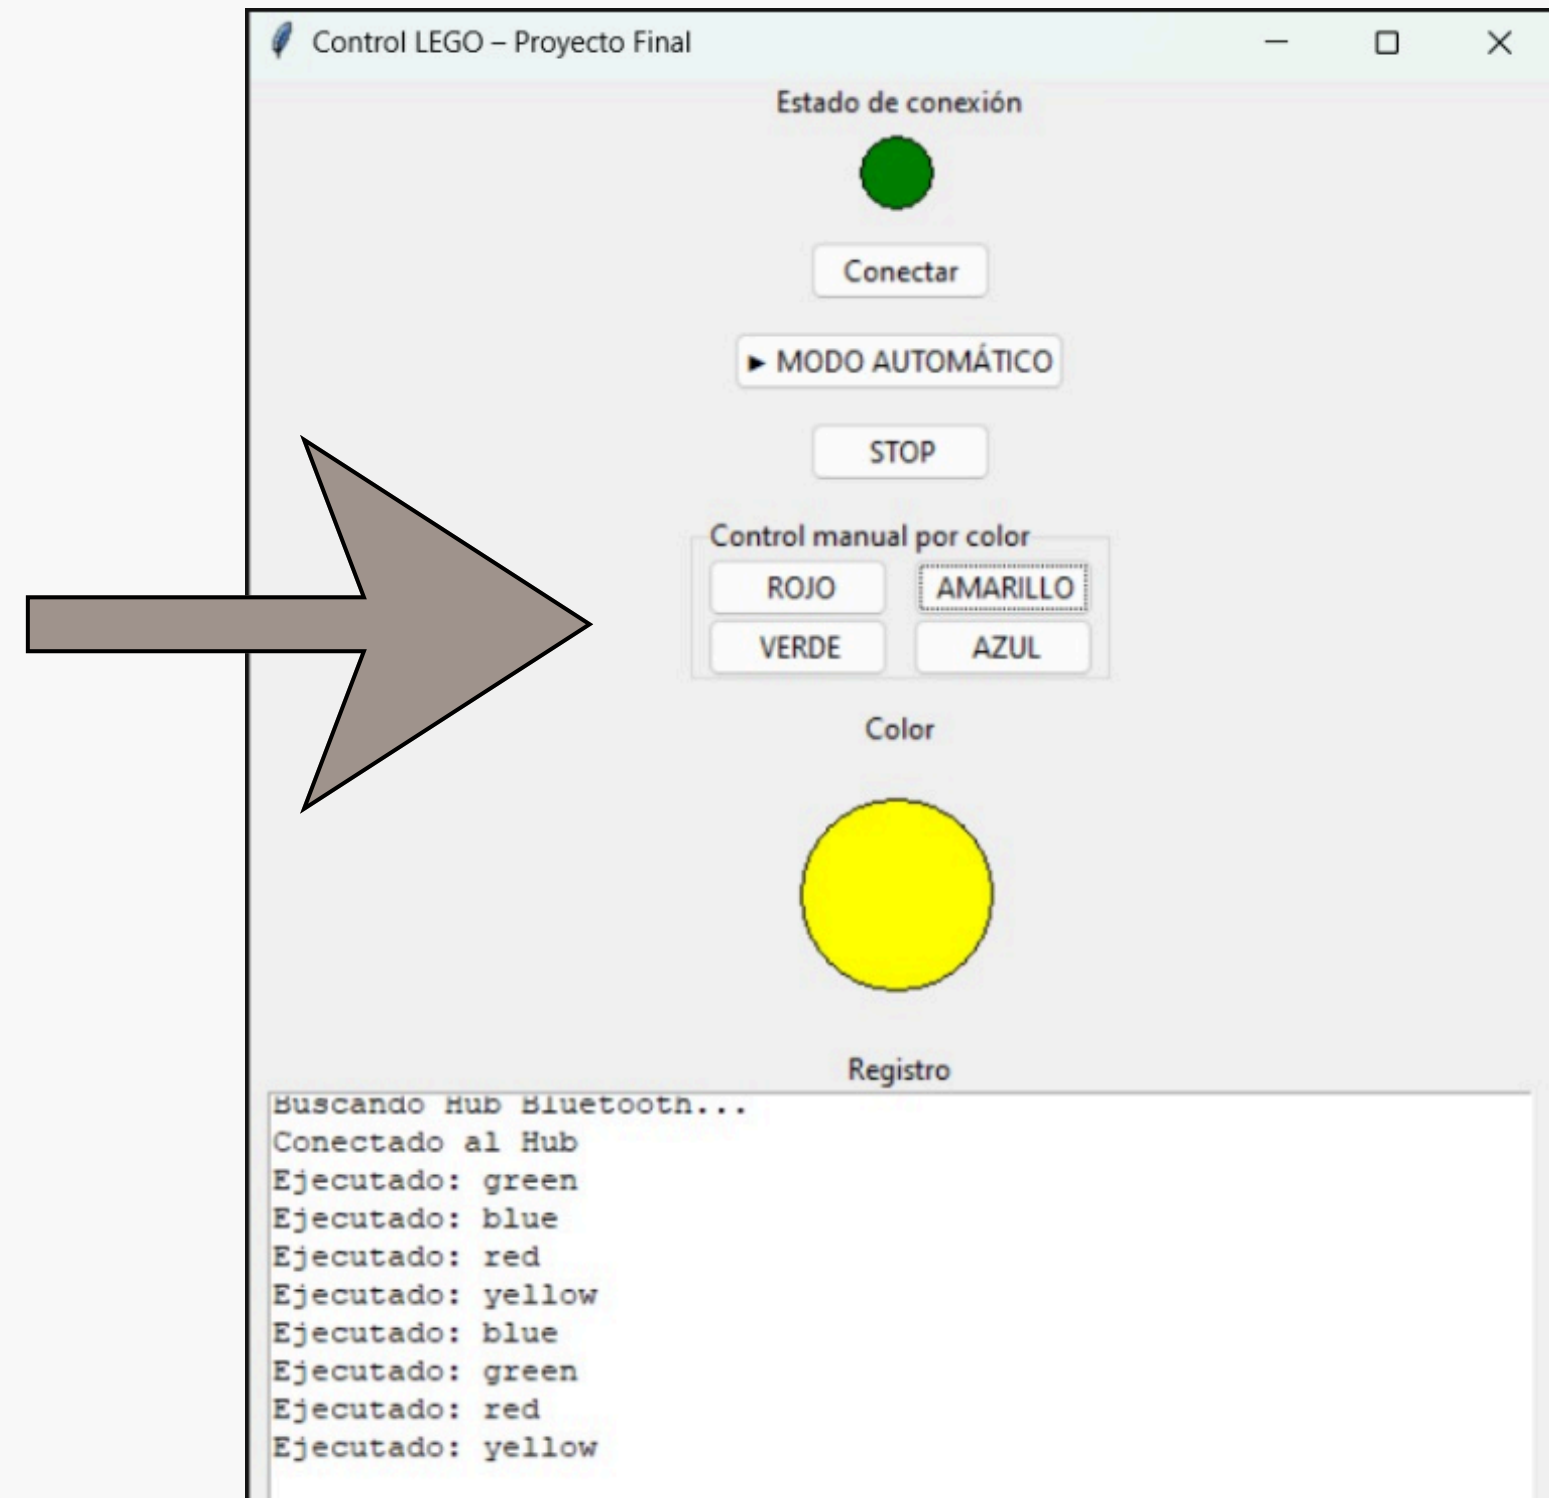 Control LEGO – Proyecto Final
Estado de conexión
Conectar
► MODO AUTOMÁTICO
STOP
Control manual por color
ROJO AMARILLO
VERDE AZUL
Color
Registro
Buscando Hub Bluetooth...
Conectado al Hub
Ejecutado: green
Ejecutado: blue
Ejecutado: red
Ejecutado: yellow
Ejecutado: blue
Ejecutado: green
Ejecutado: red
Ejecutado: yellow